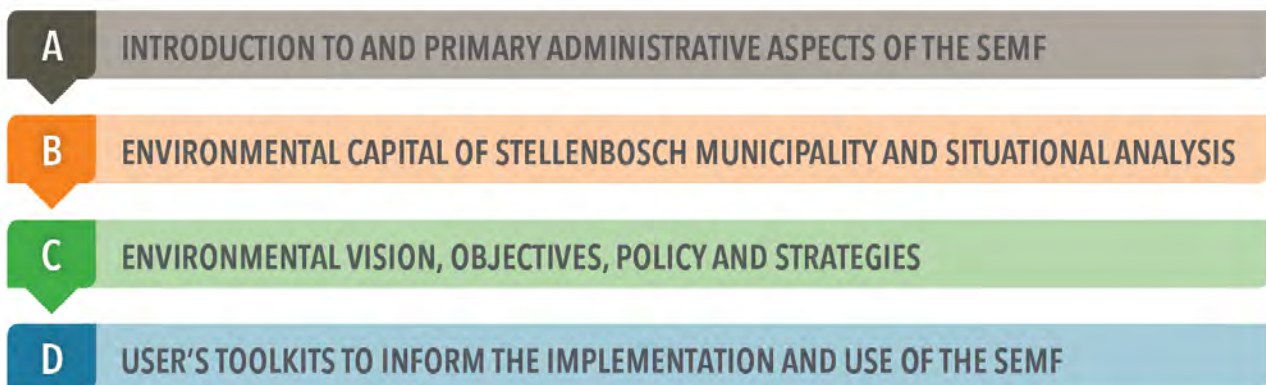 A INTRODUCTION TO AND PRIMARY ADMINISTRATIVE ASPECTS OF THE SEMF
B ENVIRONMENTAL CAPITAL OF STELLENBOSCH MUNICIPALITY AND SITUATIONAL ANALYSIS
C ENVIRONMENTAL VISION, OBJECTIVES, POLICY AND STRATEGIES
D USER'S TOOLKITS TO INFORM THE IMPLEMENTATION AND USE OF THE SEMF